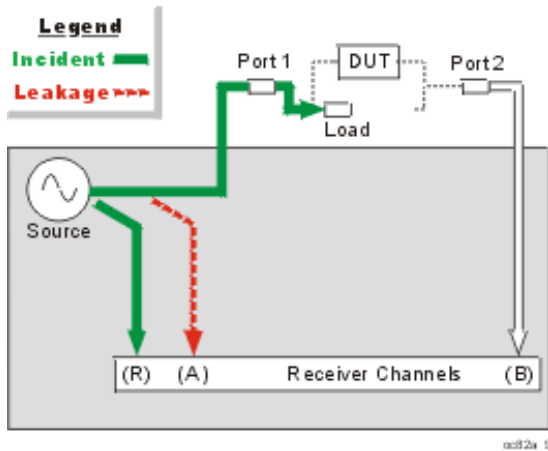 Legend
Incident
Leakage
Port 1
DUT
Port 2
Load
Source
(R) (A) Receiver Channels (B)